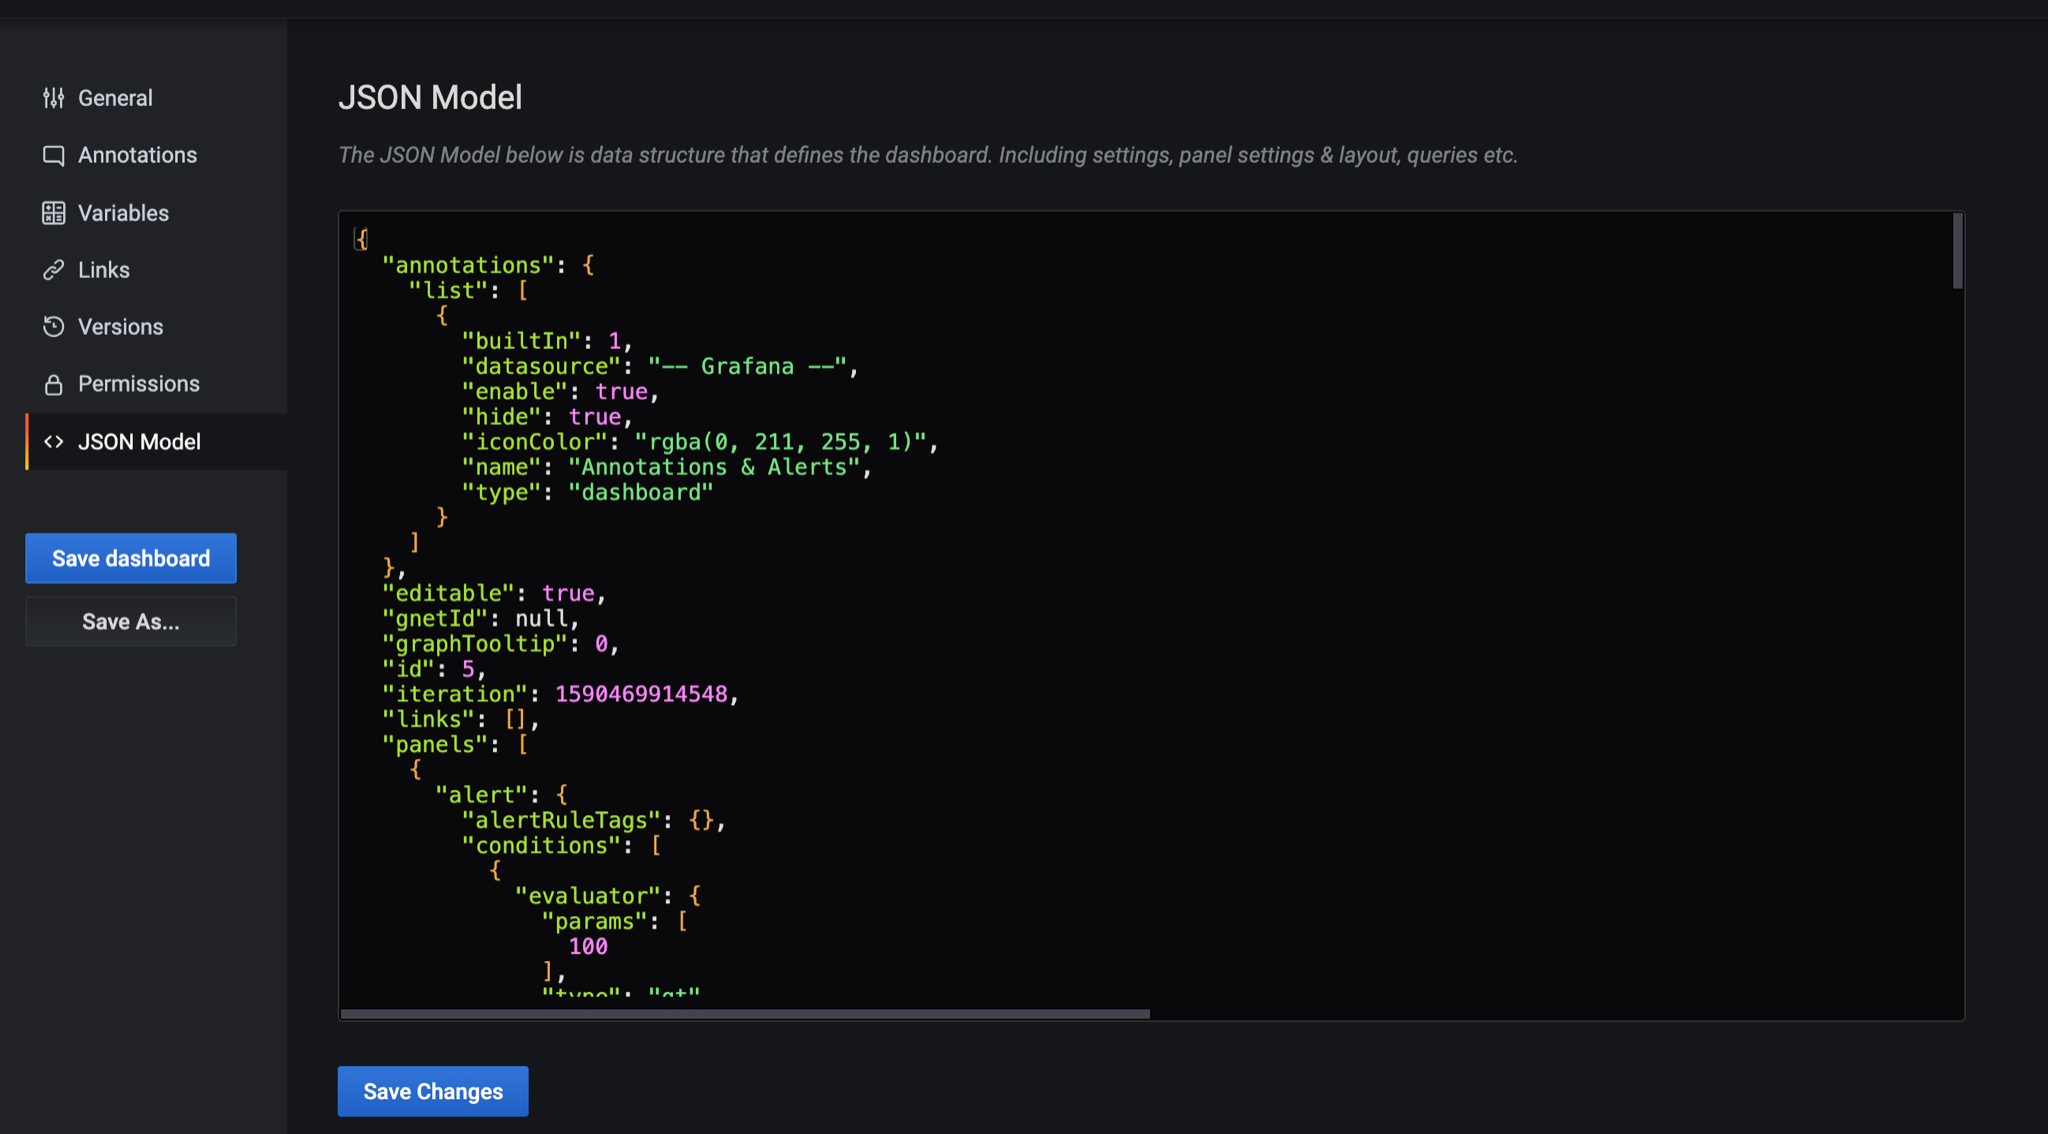 General
Annotations
Variables
Links
Versions
Permissions
<> JSON Model
Save dashboard
Save As...
JSON Model
The JSON Model below is data structure that defines the dashboard. Including settings, panel settings & layout, queries etc.
{
  "annotations": {
    "list": [
      {
        "builtIn": 1,
        "datasource": "-- Grafana --",
        "enable": true,
        "hide": true,
        "iconColor": "rgba(0, 211, 255, 1)",
        "name": "Annotations & Alerts",
        "type": "dashboard"
      }
    ]
  },
  "editable": true,
  "gnetId": null,
  "graphTooltip": 0,
  "id": 5,
  "iteration": 1590469914548,
  "links": [],
  "panels": [
    {
      "alert": {
        "alertRuleTags": {},
        "conditions": [
          {
            "evaluator": {
              "params": [
                100
              ],
              "type": "gt"
Save Changes